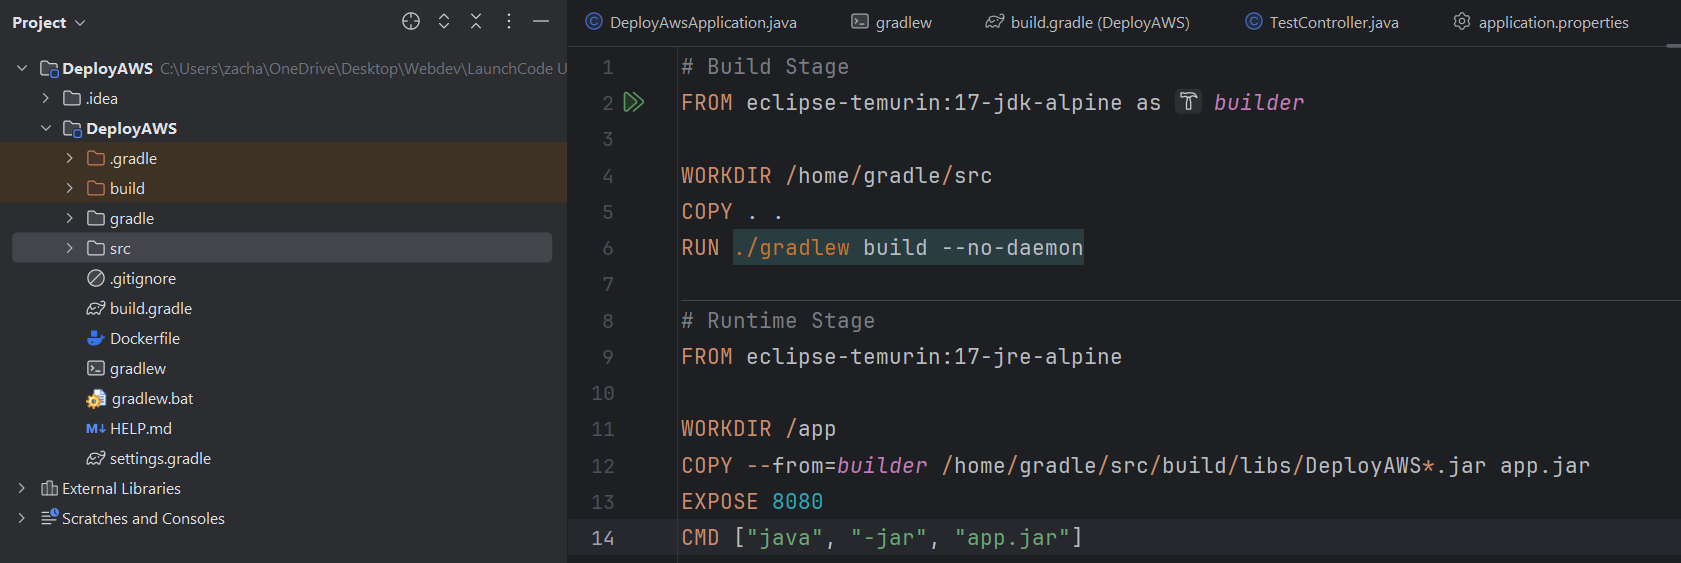 Project
DeployAWS C:\Users\zacha\OneDrive\Desktop\Webdev\LaunchCode U
.idea
DeployAWS
.gradle
build
gradle
src
.gitignore
build.gradle
Dockerfile
gradlew
gradlew.bat
M↓ HELP.md
settings.gradle
External Libraries
Scratches and Consoles
DeployAwsApplication.java gradlew build.gradle (DeployAWS) TestController.java application.properties
1 # Build Stage
2 FROM eclipse-temurin:17-jdk-alpine as builder
3
4 WORKDIR /home/gradle/src
5 COPY . .
6 RUN ./gradlew build --no-daemon
7
8 # Runtime Stage
9 FROM eclipse-temurin:17-jre-alpine
10
11 WORKDIR /app
12 COPY --from=builder /home/gradle/src/build/libs/DeployAWS*.jar app.jar
13 EXPOSE 8080
14 CMD ["java", "-jar", "app.jar"]